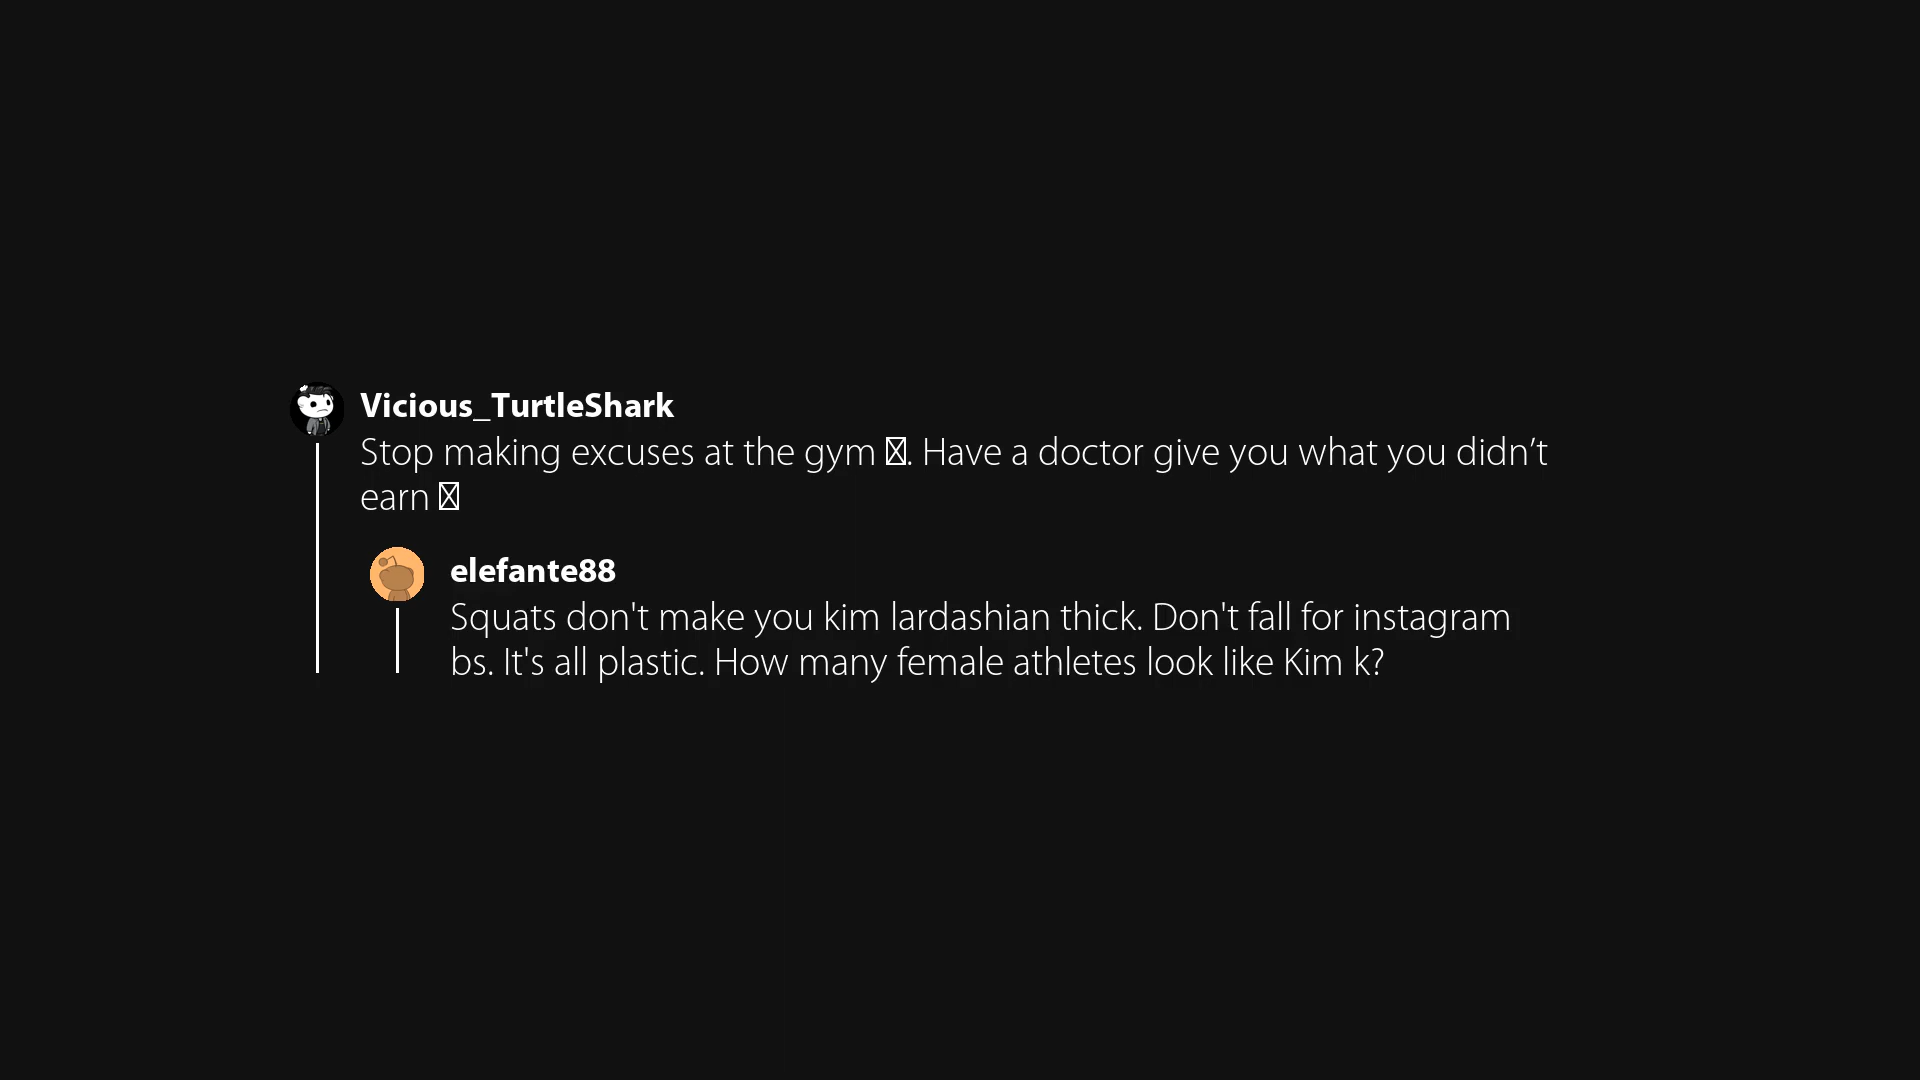 Vicious_TurtleShark
Stop making excuses at the gym . Have a doctor give you what you didn’t
earn
elefante88
Squats don't make you kim lardashian thick. Don't fall for instagram
bs. It's all plastic. How many female athletes look like Kim k?